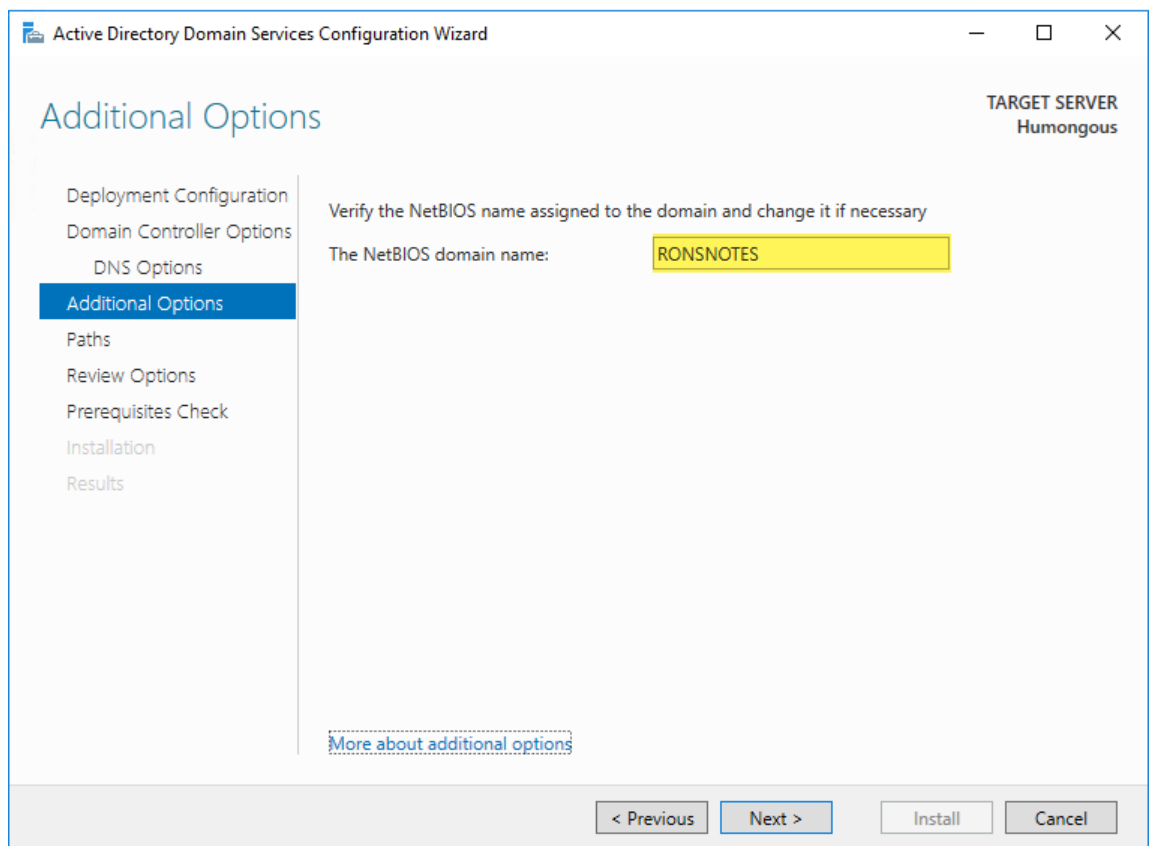 Active Directory Domain Services Configuration Wizard
Additional Options
TARGET SERVER
Humongous
Deployment Configuration
Domain Controller Options
DNS Options
Additional Options
Paths
Review Options
Prerequisites Check
Installation
Results
Verify the NetBIOS name assigned to the domain and change it if necessary
The NetBIOS domain name: RONSNOTES
More about additional options
< Previous Next > Install Cancel